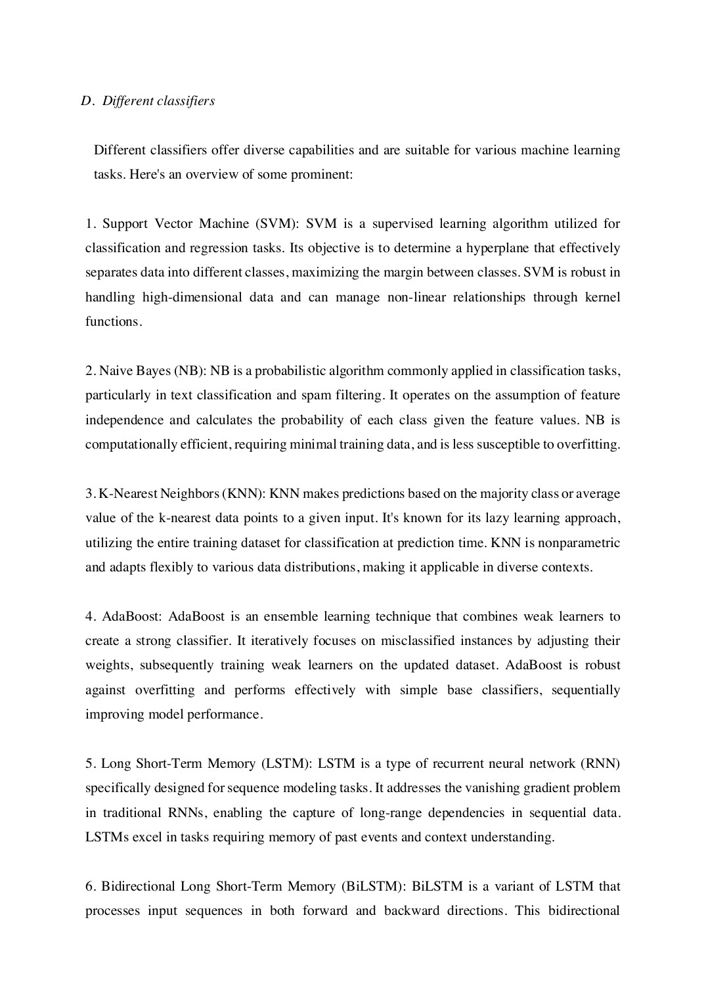 D. Different classifiers
Different classifiers offer diverse capabilities and are suitable for various machine learning
tasks. Here's an overview of some prominent:
1. Support Vector Machine (SVM): SVM is a supervised learning algorithm utilized for
classification and regression tasks. Its objective is to determine a hyperplane that effectively
separates data into different classes, maximizing the margin between classes. SVM is robust in
handling high-dimensional data and can manage non-linear relationships through kernel
functions.
2. Naive Bayes (NB): NB is a probabilistic algorithm commonly applied in classification tasks,
particularly in text classification and spam filtering. It operates on the assumption of feature
independence and calculates the probability of each class given the feature values. NB is
computationally efficient, requiring minimal training data, and is less susceptible to overfitting.
3. K-Nearest Neighbors (KNN): KNN makes predictions based on the majority class or average
value of the k-nearest data points to a given input. It's known for its lazy learning approach,
utilizing the entire training dataset for classification at prediction time. KNN is nonparametric
and adapts flexibly to various data distributions, making it applicable in diverse contexts.
4. AdaBoost: AdaBoost is an ensemble learning technique that combines weak learners to
create a strong classifier. It iteratively focuses on misclassified instances by adjusting their
weights, subsequently training weak learners on the updated dataset. AdaBoost is robust
against overfitting and performs effectively with simple base classifiers, sequentially
improving model performance.
5. Long Short-Term Memory (LSTM): LSTM is a type of recurrent neural network (RNN)
specifically designed for sequence modeling tasks. It addresses the vanishing gradient problem
in traditional RNNs, enabling the capture of long-range dependencies in sequential data.
LSTMs excel in tasks requiring memory of past events and context understanding.
6. Bidirectional Long Short-Term Memory (BiLSTM): BiLSTM is a variant of LSTM that
processes input sequences in both forward and backward directions. This bidirectional